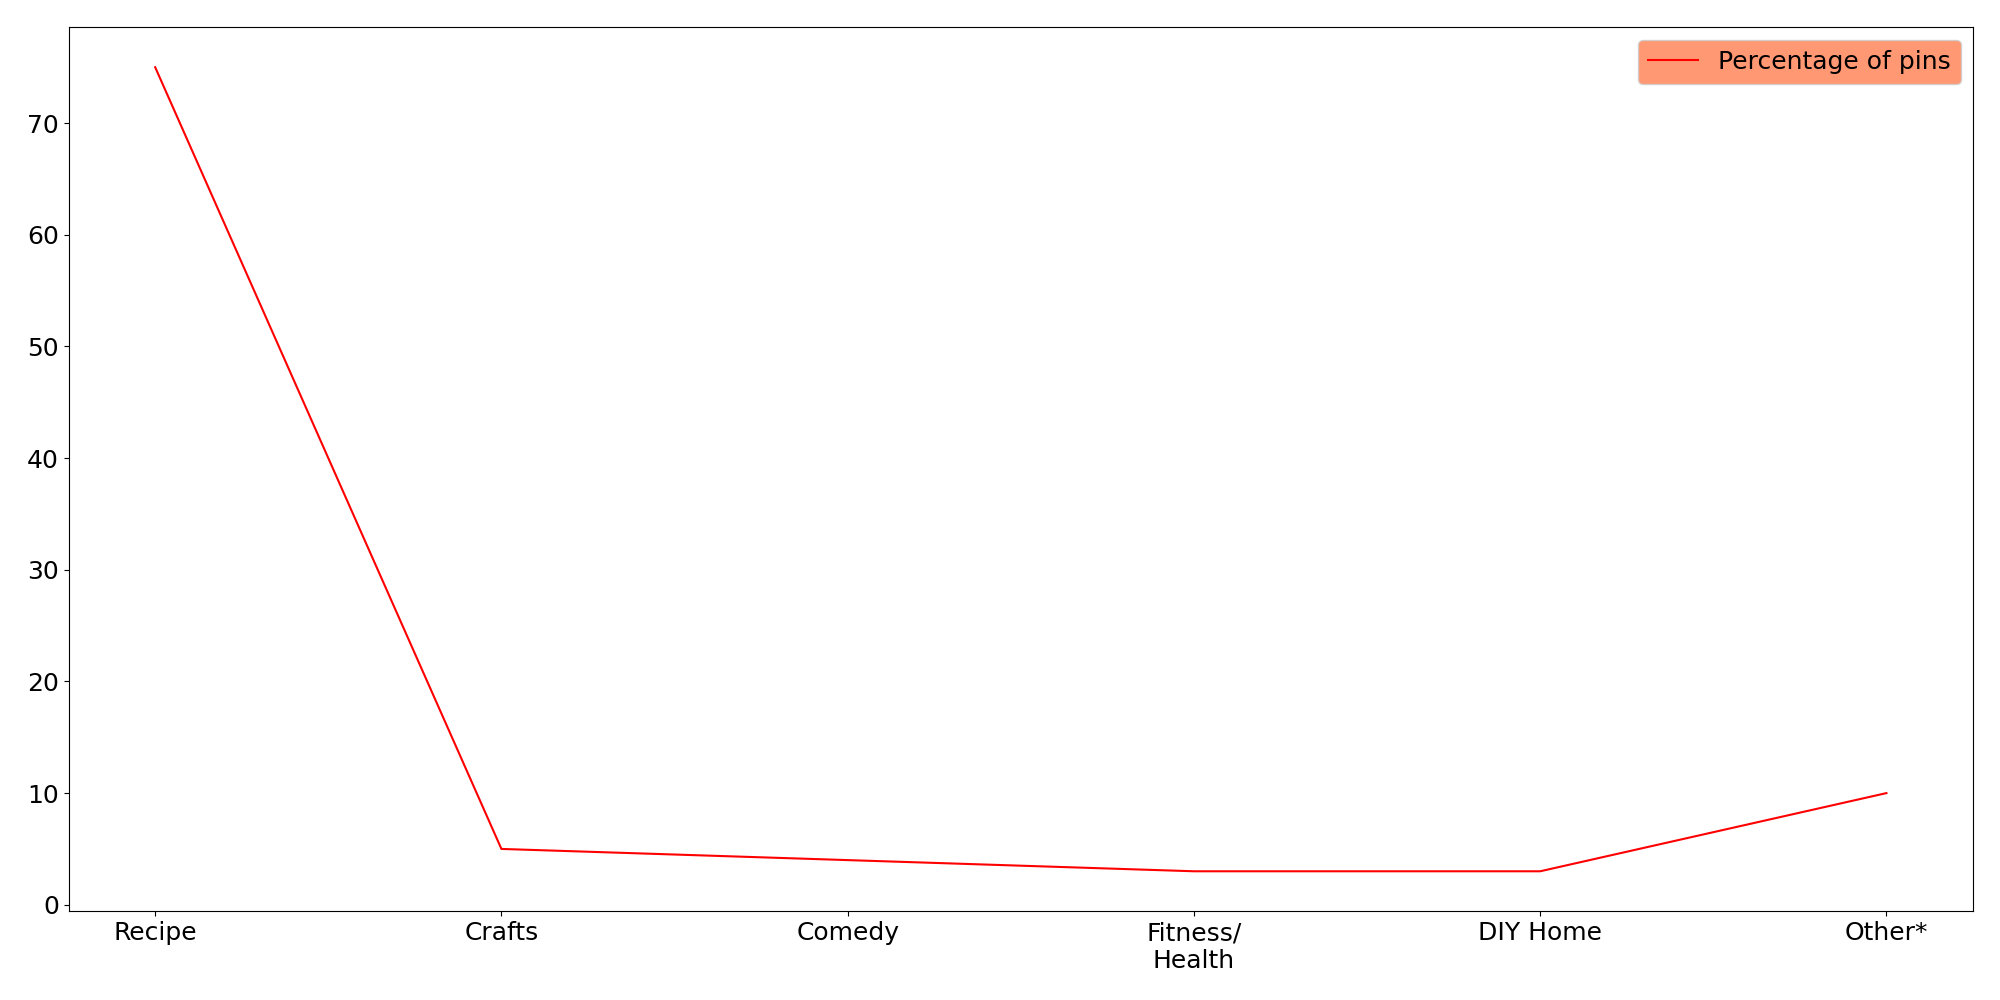 Percentage of pins
70
60
50
40
30
20
10
0
Recipe
Crafts
Comedy
Fitness/
Health
DIY Home
Other*